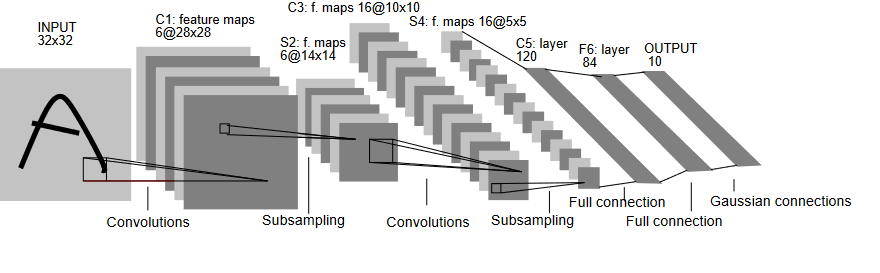 INPUT
32x32
C1: feature maps
6@28x28
S2: f. maps
6@14x14
C3: f. maps 16@10x10
S4: f. maps 16@5x5
C5: layer
120
F6: layer
84
OUTPUT
10
Convolutions
Subsampling
Convolutions
Subsampling
Full connection
Full connection
Gaussian connections
A